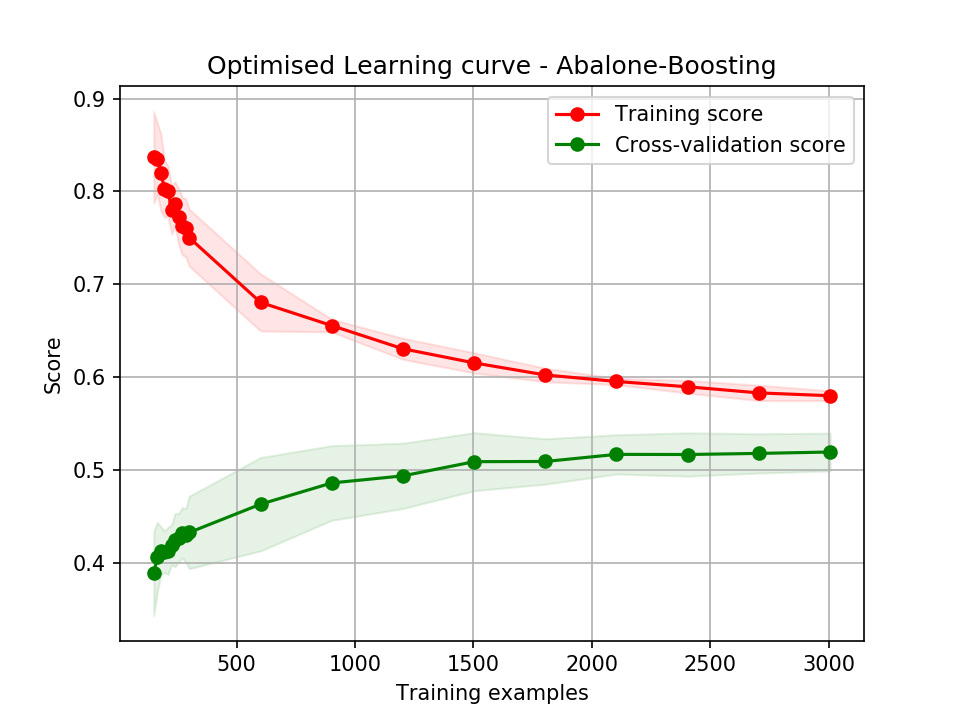 Optimised Learning curve - Abalone-Boosting
Training score
Cross-validation score
0.9
0.8
0.7
0.6
0.5
0.4
Score
500
1000
1500
2000
2500
3000
Training examples